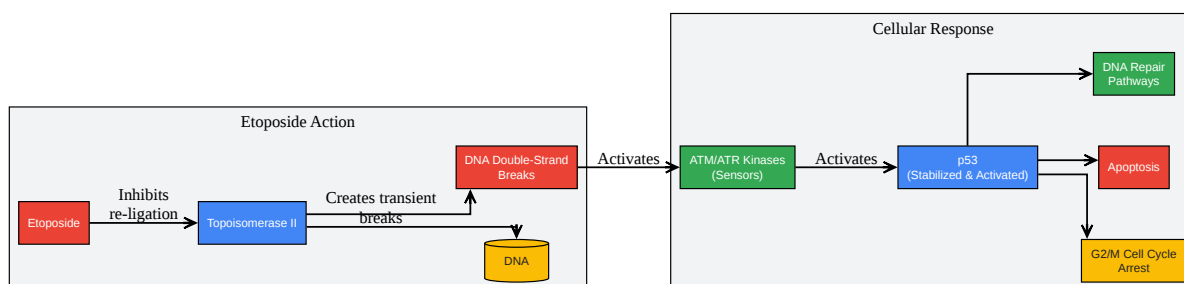 Cellular Response
DNA Repair
Pathways
Etoposide Action
DNA Double-Strand
Breaks
Activates
ATM/ATR Kinases
(Sensors)
Activates
p53
(Stabilized & Activated)
Apoptosis
Inhibits
re-ligation
Creates transient
breaks
Etoposide
Topoisomerase II
DNA
G2/M Cell Cycle
Arrest